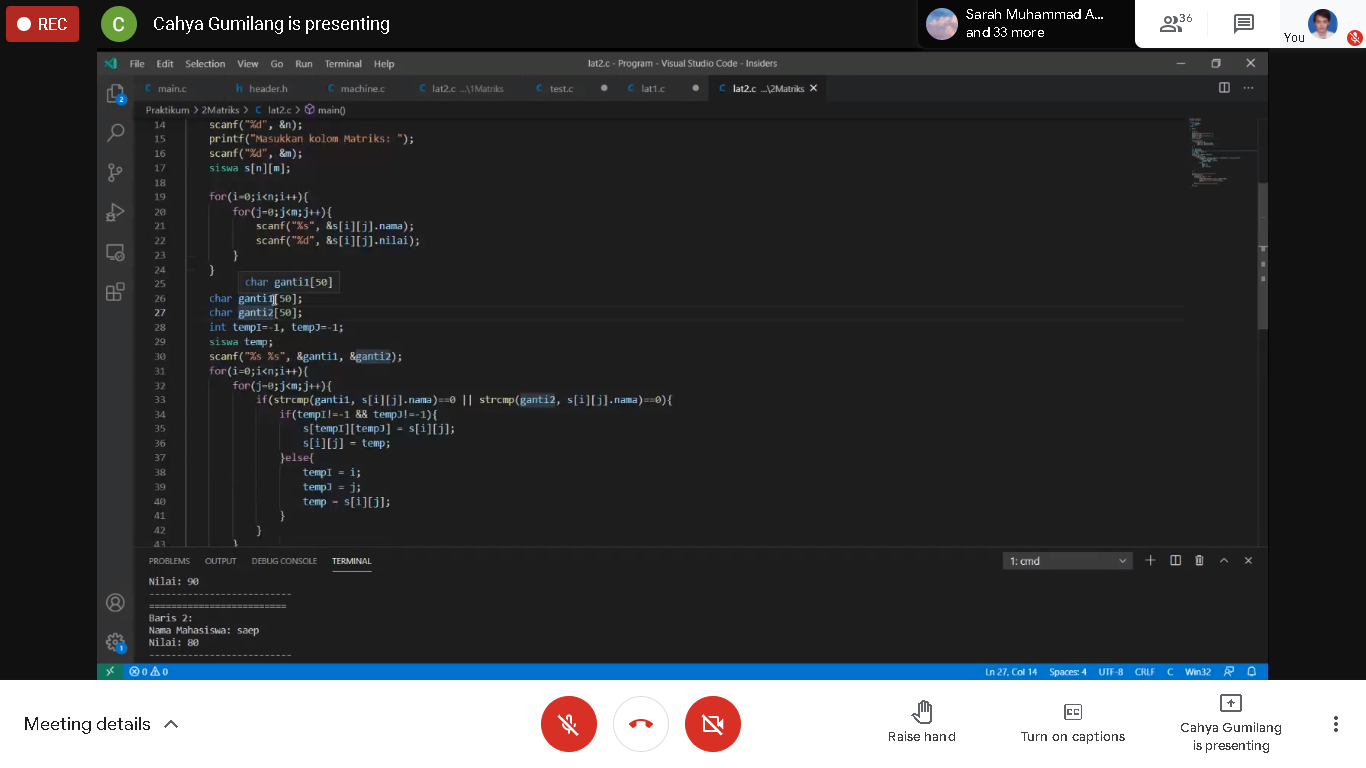 REC
C
Cahya Gumilang is presenting
Sarah Muhammad A...
and 33 more
36
You
File Edit Selection View Go Run Terminal Help
lat2.c - Program - Visual Studio Code - Insiders
C main.c
h header.h
C machine.c
C lat2.c ...\1Matriks
C test.c
C lat1.c
C lat2.c ...\2Matriks
Praktikum > 2Matriks > C lat2.c > main()
14 scanf("%d", &n);
15 printf("Masukkan kolom Matriks: ");
16 scanf("%d", &m);
17 siswa s[n][m];
18
19 for(i=0;i<n;i++){
20 for(j=0;j<m;j++){
21 scanf("%s", &s[i][j].nama);
22 scanf("%d", &s[i][j].nilai);
23 }
24 }
25 char ganti1[50]
26 char ganti1[50];
27 char ganti2[50];
28 int tempI=-1, tempJ=-1;
29 siswa temp;
30 scanf("%s %s", &ganti1, &ganti2);
31 for(i=0;i<n;i++){
32 for(j=0;j<m;j++){
33 if(strcmp(ganti1, s[i][j].nama)==0 || strcmp(ganti2, s[i][j].nama)==0){
34 if(tempI!=-1 && tempJ!=-1){
35 s[tempI][tempJ] = s[i][j];
36 s[i][j] = temp;
37 }else{
38 tempI = i;
39 tempJ = j;
40 temp = s[i][j];
41 }
42 }
43 }
PROBLEMS OUTPUT DEBUG CONSOLE TERMINAL
1: cmd
Nilai: 90
--------------------------
=========================
Baris 2:
Nama Mahasiswa: saep
Nilai: 80
--------------------------
2
1
0 0
Ln 27, Col 14 Spaces: 4 UTF-8 CRLF C Win32
Meeting details
Raise hand
CC
Turn on captions
Cahya Gumilang
is presenting